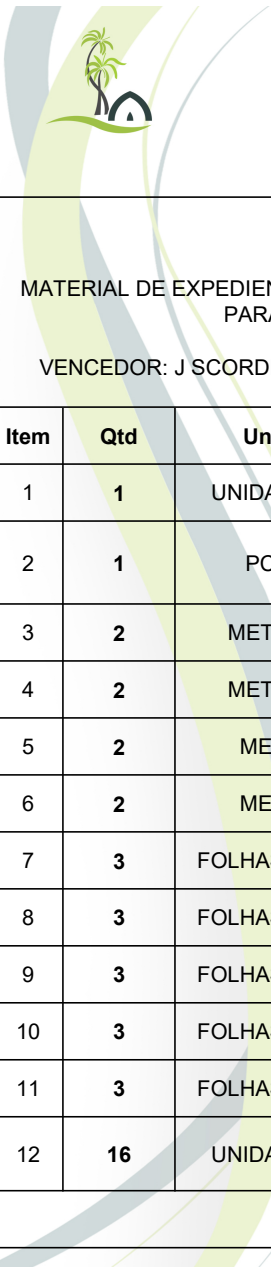 MATERIAL DE EXPEDIEN
PARA
VENCEDOR: J SCORD
Item Qtd Un
1 1 UNIDA
2 1 PO
3 2 MET
4 2 MET
5 2 ME
6 2 ME
7 3 FOLHA
8 3 FOLHA
9 3 FOLHA
10 3 FOLHA
11 3 FOLHA
12 16 UNIDA